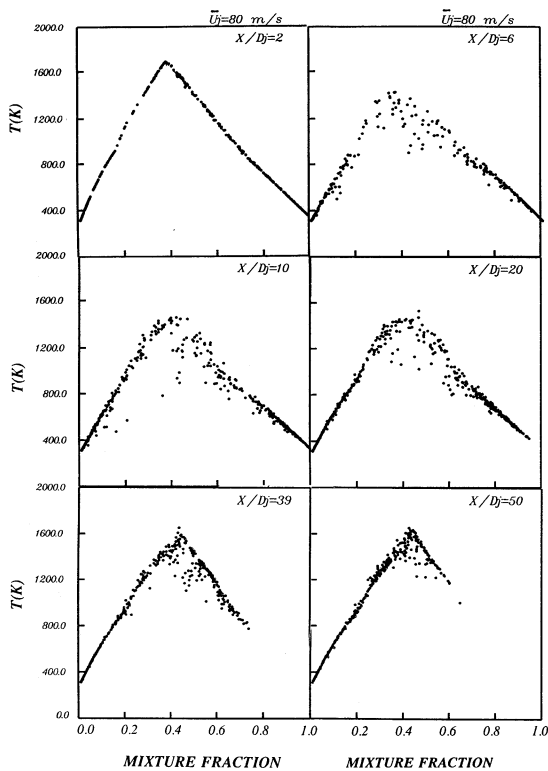 Ūj=80 m/s
Ūj=80 m/s
2000.0
X/Dj=2
X/Dj=6
1600.0
T(K)
1200.0
800.0
400.0
2000.0
X/Dj=10
X/Dj=20
1600.0
T(K)
1200.0
800.0
400.0
2000.0
X/Dj=39
X/Dj=50
1600.0
T(K)
1200.0
800.0
400.0
0.0
0.0 0.2 0.4 0.6 0.8 1.0 0.2 0.4 0.6 0.8 1.0
MIXTURE FRACTION MIXTURE FRACTION